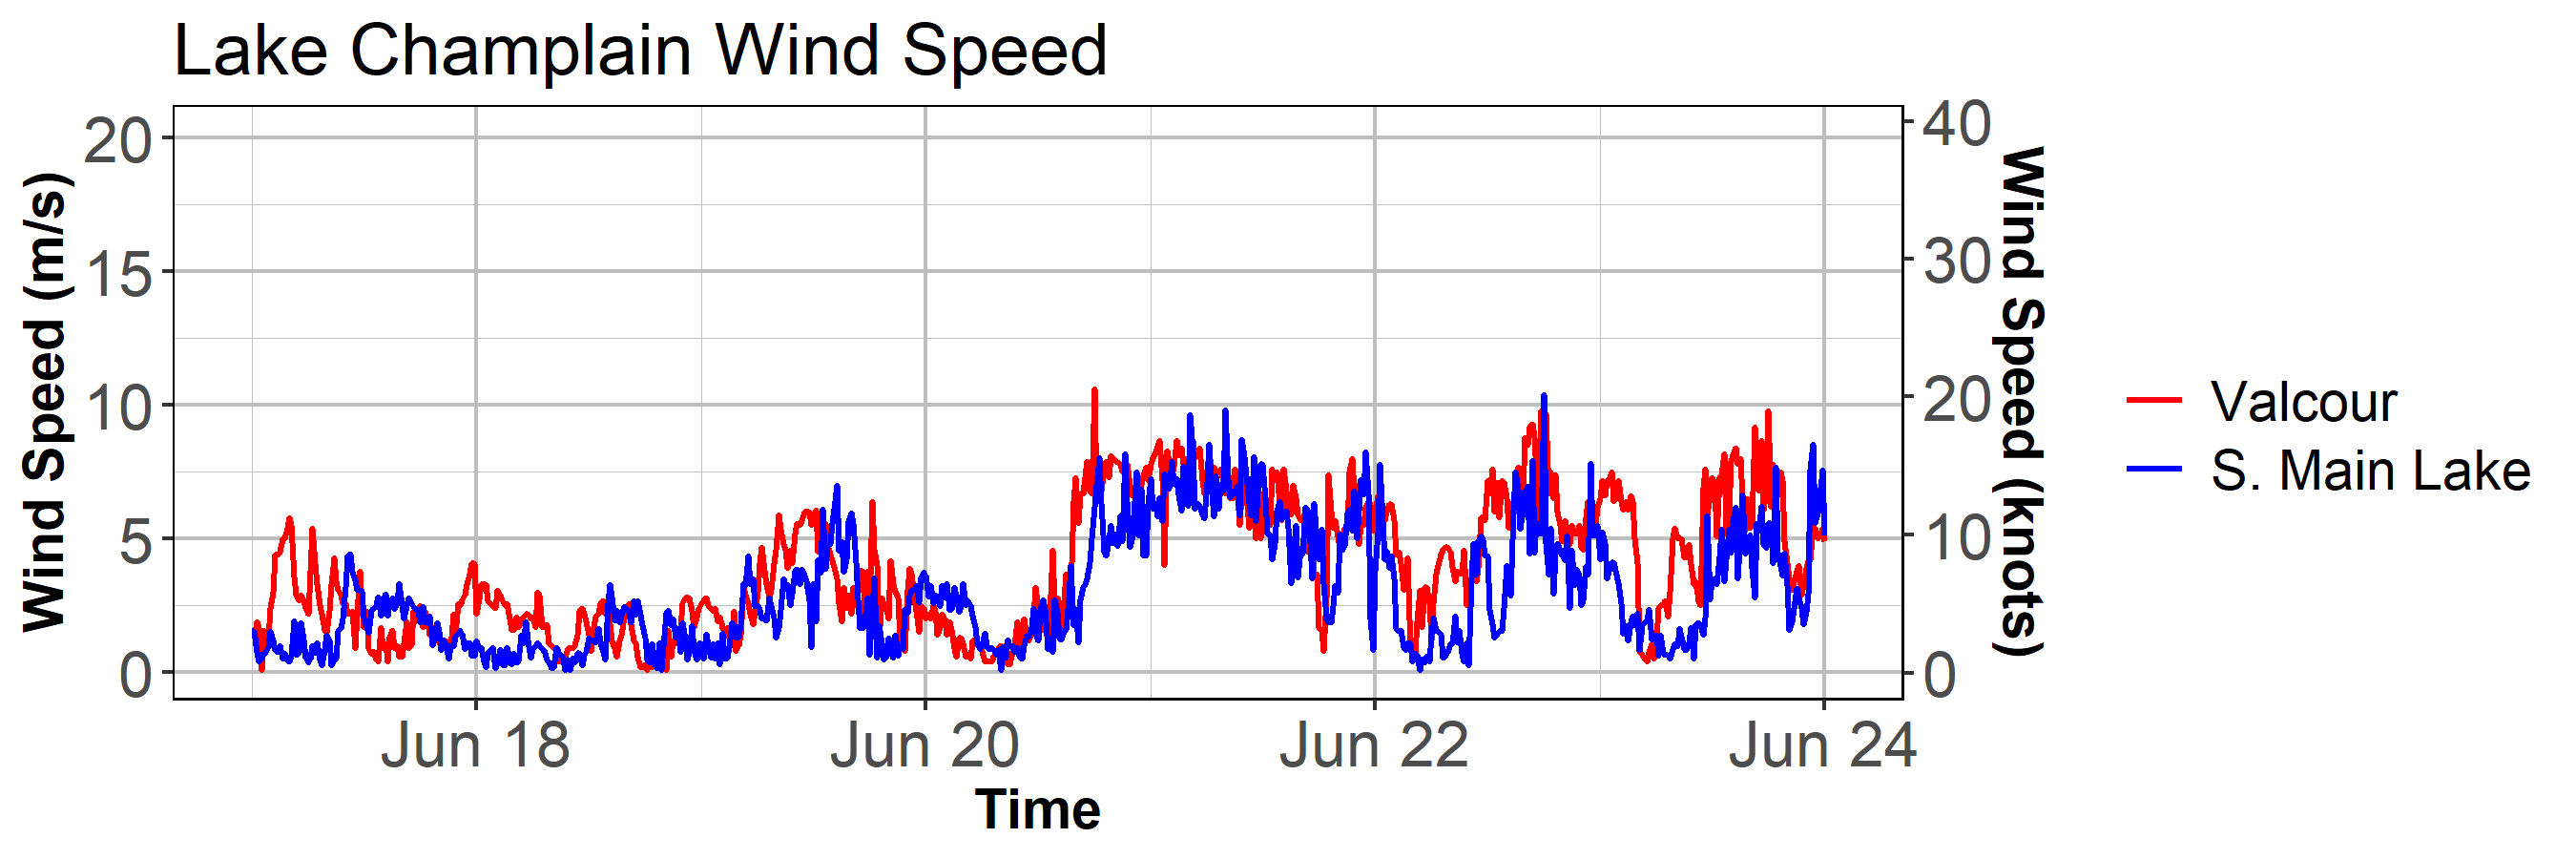 Lake Champlain Wind Speed
Wind Speed (m/s)
20
15
10
5
0
40
30
20
10
0
Wind Speed (knots)
Jun 18
Jun 20
Jun 22
Jun 24
Time
Valcour
S. Main Lake